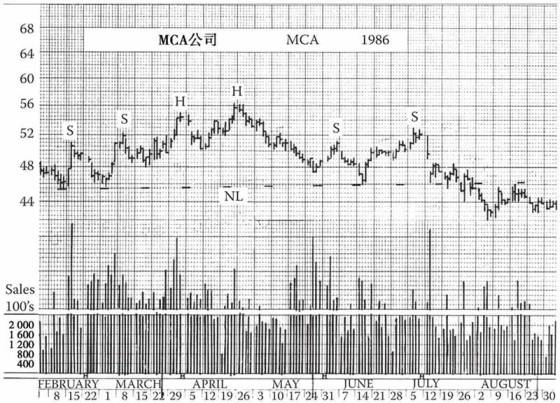 68
MCA公司 MCA 1986
64
60
56
H
H
52
S
S
S
S
48
NL
44
Sales
100's
2 000
1 600
1 200
800
400
FEBRUARY MARCH APRIL MAY JUNE JULY AUGUST
1 8 15 22 1 8 15 22 29 5 12 19 26 3 10 17 24 31 7 14 21 28 5 12 19 26 2 9 16 23 30